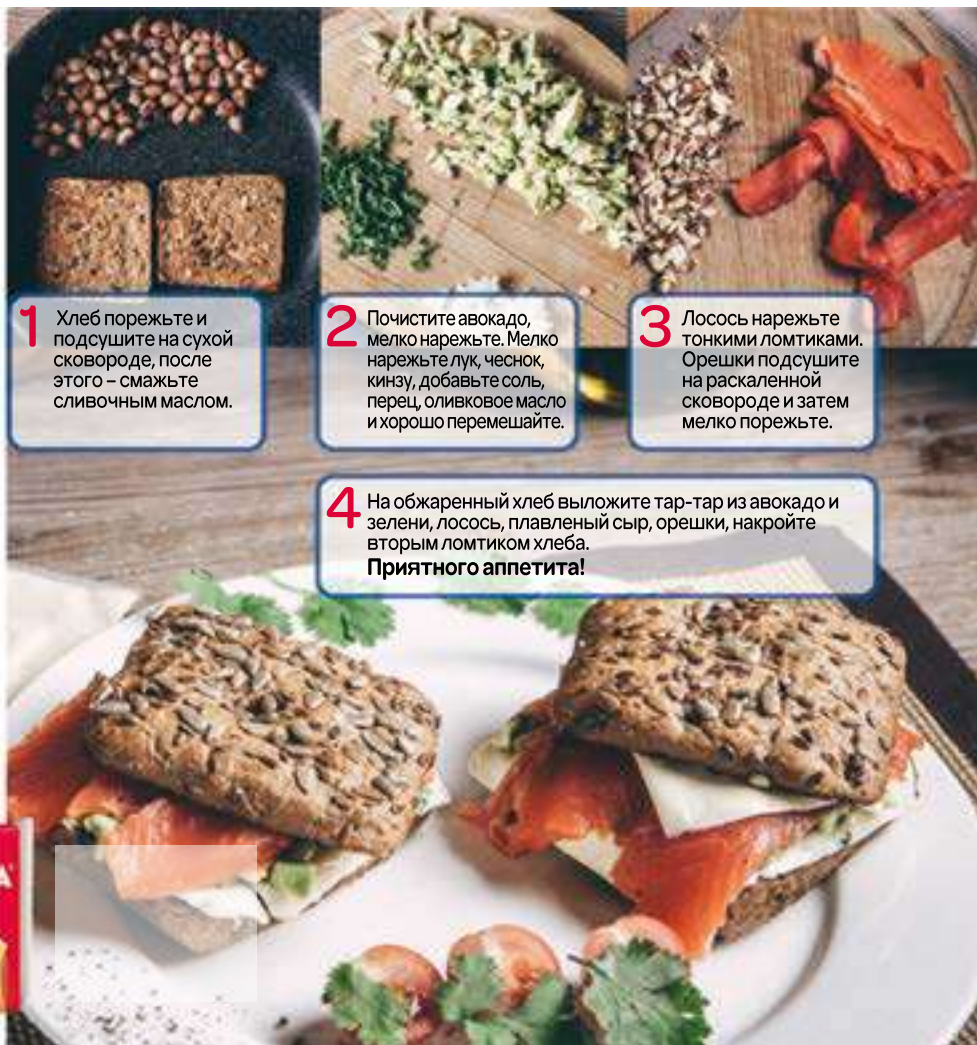 1
Хлеб порежьте и
подсушите на сухой
сковороде, после
этого – смажьте
сливочным маслом.
2
Почистите авокадо,
мелко нарежьте. Мелко
нарежьте лук, чеснок,
кинзу, добавьте соль,
перец, оливковое масло
и хорошо перемешайте.
3
Лосось нарежьте
тонкими ломтиками.
Орешки подсушите
на раскаленной
сковороде и затем
мелко порежьте.
4
На обжаренный хлеб выложите тар-тар из авокадо и
зелени, лосось, плавленый сыр, орешки, накройте
вторым ломтиком хлеба.
Приятного аппетита!
А